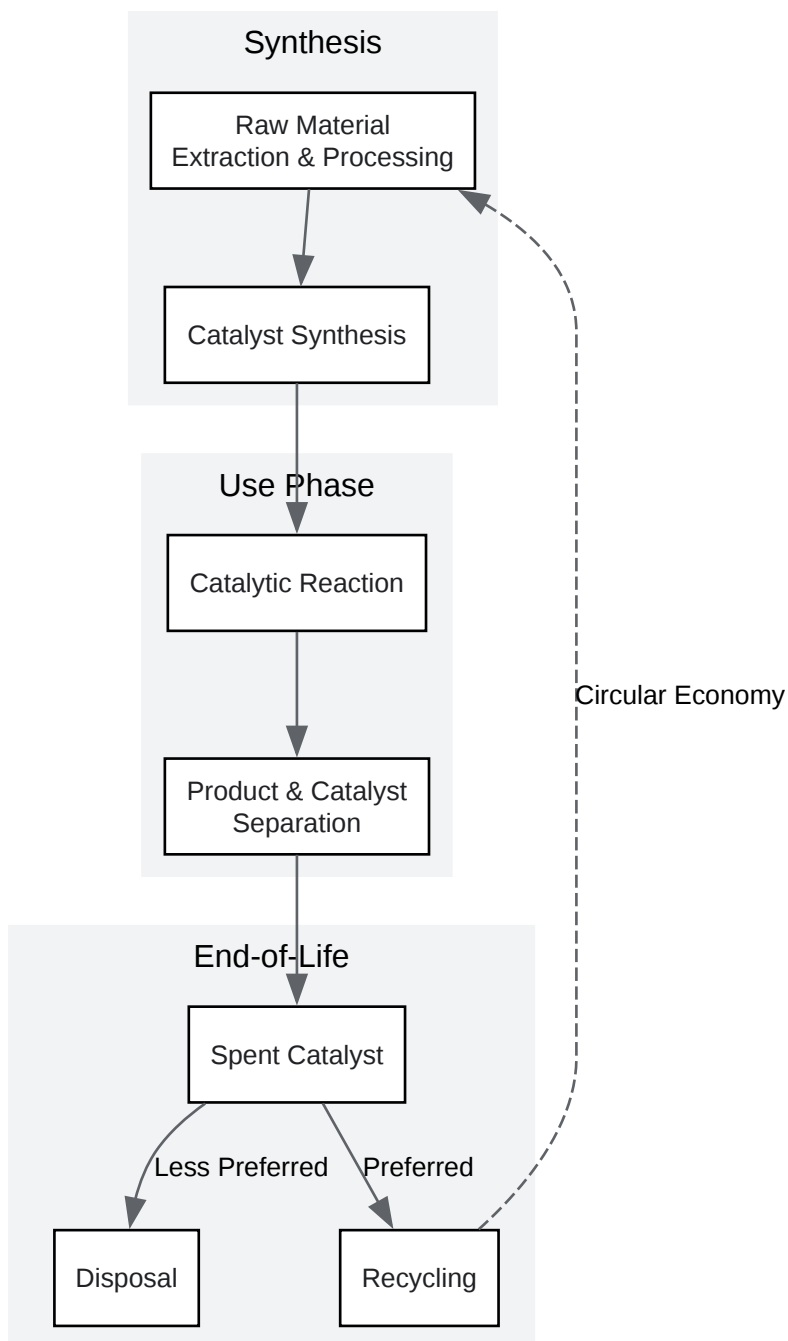 Synthesis
Raw Material
Extraction & Processing
Catalyst Synthesis
Use Phase
Catalytic Reaction
Circular Economy
Product & Catalyst
Separation
End-of-Life
Spent Catalyst
Less Preferred
Preferred
Disposal
Recycling